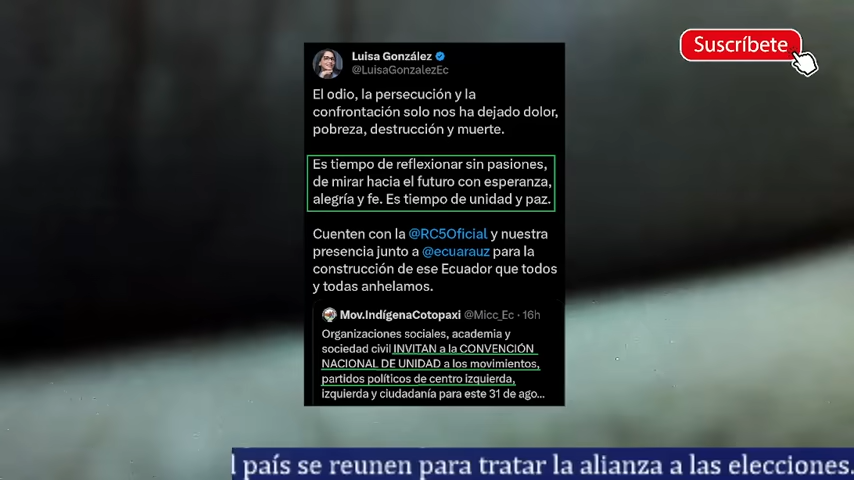 Suscríbete
Luisa González
@LuisaGonzalezEc
El odio, la persecución y la
confrontación solo nos ha dejado dolor,
pobreza, destrucción y muerte.
Es tiempo de reflexionar sin pasiones,
de mirar hacia el futuro con esperanza,
alegría y fe. Es tiempo de unidad y paz.
Cuenten con la @RC5Oficial y nuestra
presencia junto a @ecuarauz para la
construcción de ese Ecuador que todos
y todas anhelamos.
Mov.IndígenaCotopaxi @Micc_Ec · 16h
Organizaciones sociales, academia y
sociedad civil INVITAN a la CONVENCIÓN
NACIONAL DE UNIDAD a los movimientos,
partidos políticos de centro izquierda,
izquierda y ciudadanía para este 31 de ago...
l país se reunen para tratar la alianza a las elecciones.